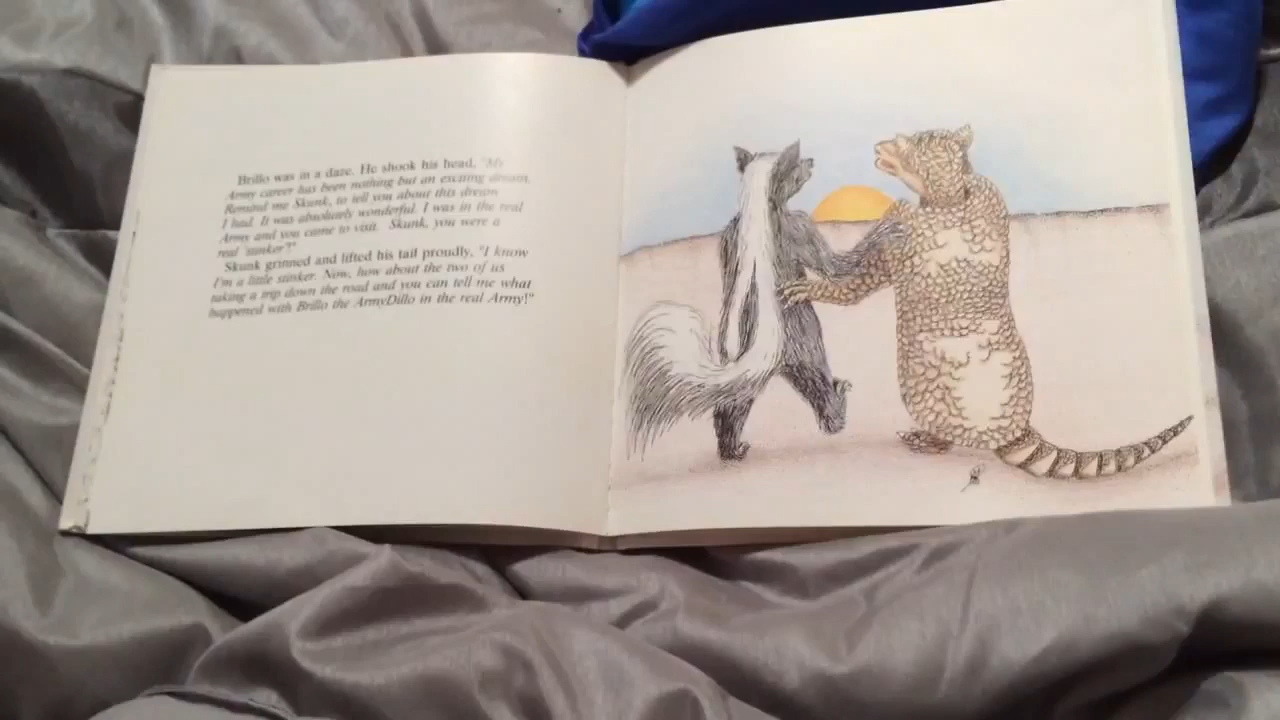 Brillo was in a daze. He shook his head, "My
Army career has been nothing but an exciting dream.
Remind me Skunk, to tell you about this dream
I had. It was absolutely wonderful. I was in the real
Army and you came to visit. Skunk, you were a
real 'stinker'!"
Skunk grinned and lifted his tail proudly, "I know
I'm a little stinker. Now, how about the two of us
taking a trip down the road and you can tell me what
happened with Brillo the ArmyDillo in the real Army!"